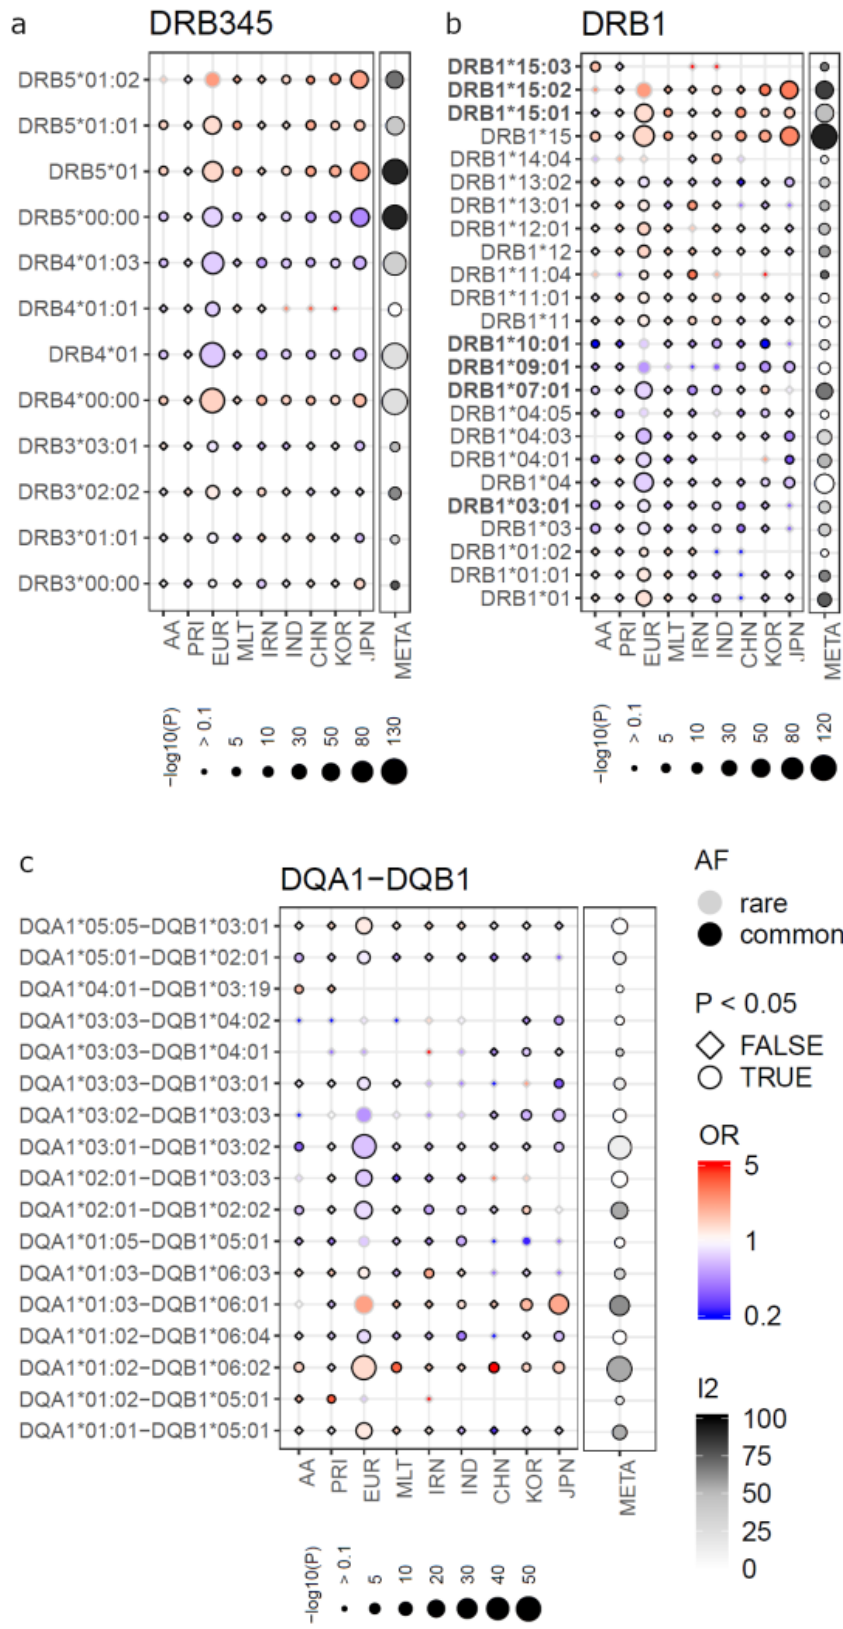 a
DRB345
DRB5*01:02
DRB5*01:01
DRB5*01
DRB5*00:00
DRB4*01:03
DRB4*01:01
DRB4*01
DRB4*00:00
DRB3*03:01
DRB3*02:02
DRB3*01:01
DRB3*00:00
AA
PRI
EUR
MLT
IRN
IND
CHN
KOR
JPN
META
−log10(P)
> 0.1
5
10
30
50
80
130
b
DRB1
DRB1*15:03
DRB1*15:02
DRB1*15:01
DRB1*15
DRB1*14:04
DRB1*13:02
DRB1*13:01
DRB1*12:01
DRB1*12
DRB1*11:04
DRB1*11:01
DRB1*11
DRB1*10:01
DRB1*09:01
DRB1*07:01
DRB1*04:05
DRB1*04:03
DRB1*04:01
DRB1*04
DRB1*03:01
DRB1*03
DRB1*01:02
DRB1*01:01
DRB1*01
AA
PRI
EUR
MLT
IRN
IND
CHN
KOR
JPN
META
−log10(P)
> 0.1
5
10
30
50
80
120
c
DQA1−DQB1
DQA1*05:05−DQB1*03:01
DQA1*05:01−DQB1*02:01
DQA1*04:01−DQB1*03:19
DQA1*03:03−DQB1*04:02
DQA1*03:03−DQB1*04:01
DQA1*03:03−DQB1*03:01
DQA1*03:02−DQB1*03:03
DQA1*03:01−DQB1*03:02
DQA1*02:01−DQB1*03:03
DQA1*02:01−DQB1*02:02
DQA1*01:05−DQB1*05:01
DQA1*01:03−DQB1*06:03
DQA1*01:03−DQB1*06:01
DQA1*01:02−DQB1*06:04
DQA1*01:02−DQB1*06:02
DQA1*01:02−DQB1*05:01
DQA1*01:01−DQB1*05:01
AA
PRI
EUR
MLT
IRN
IND
CHN
KOR
JPN
META
−log10(P)
> 0.1
5
10
20
30
40
50
AF
rare
common
P < 0.05
FALSE
TRUE
OR
5
1
0.2
I2
100
75
50
25
0